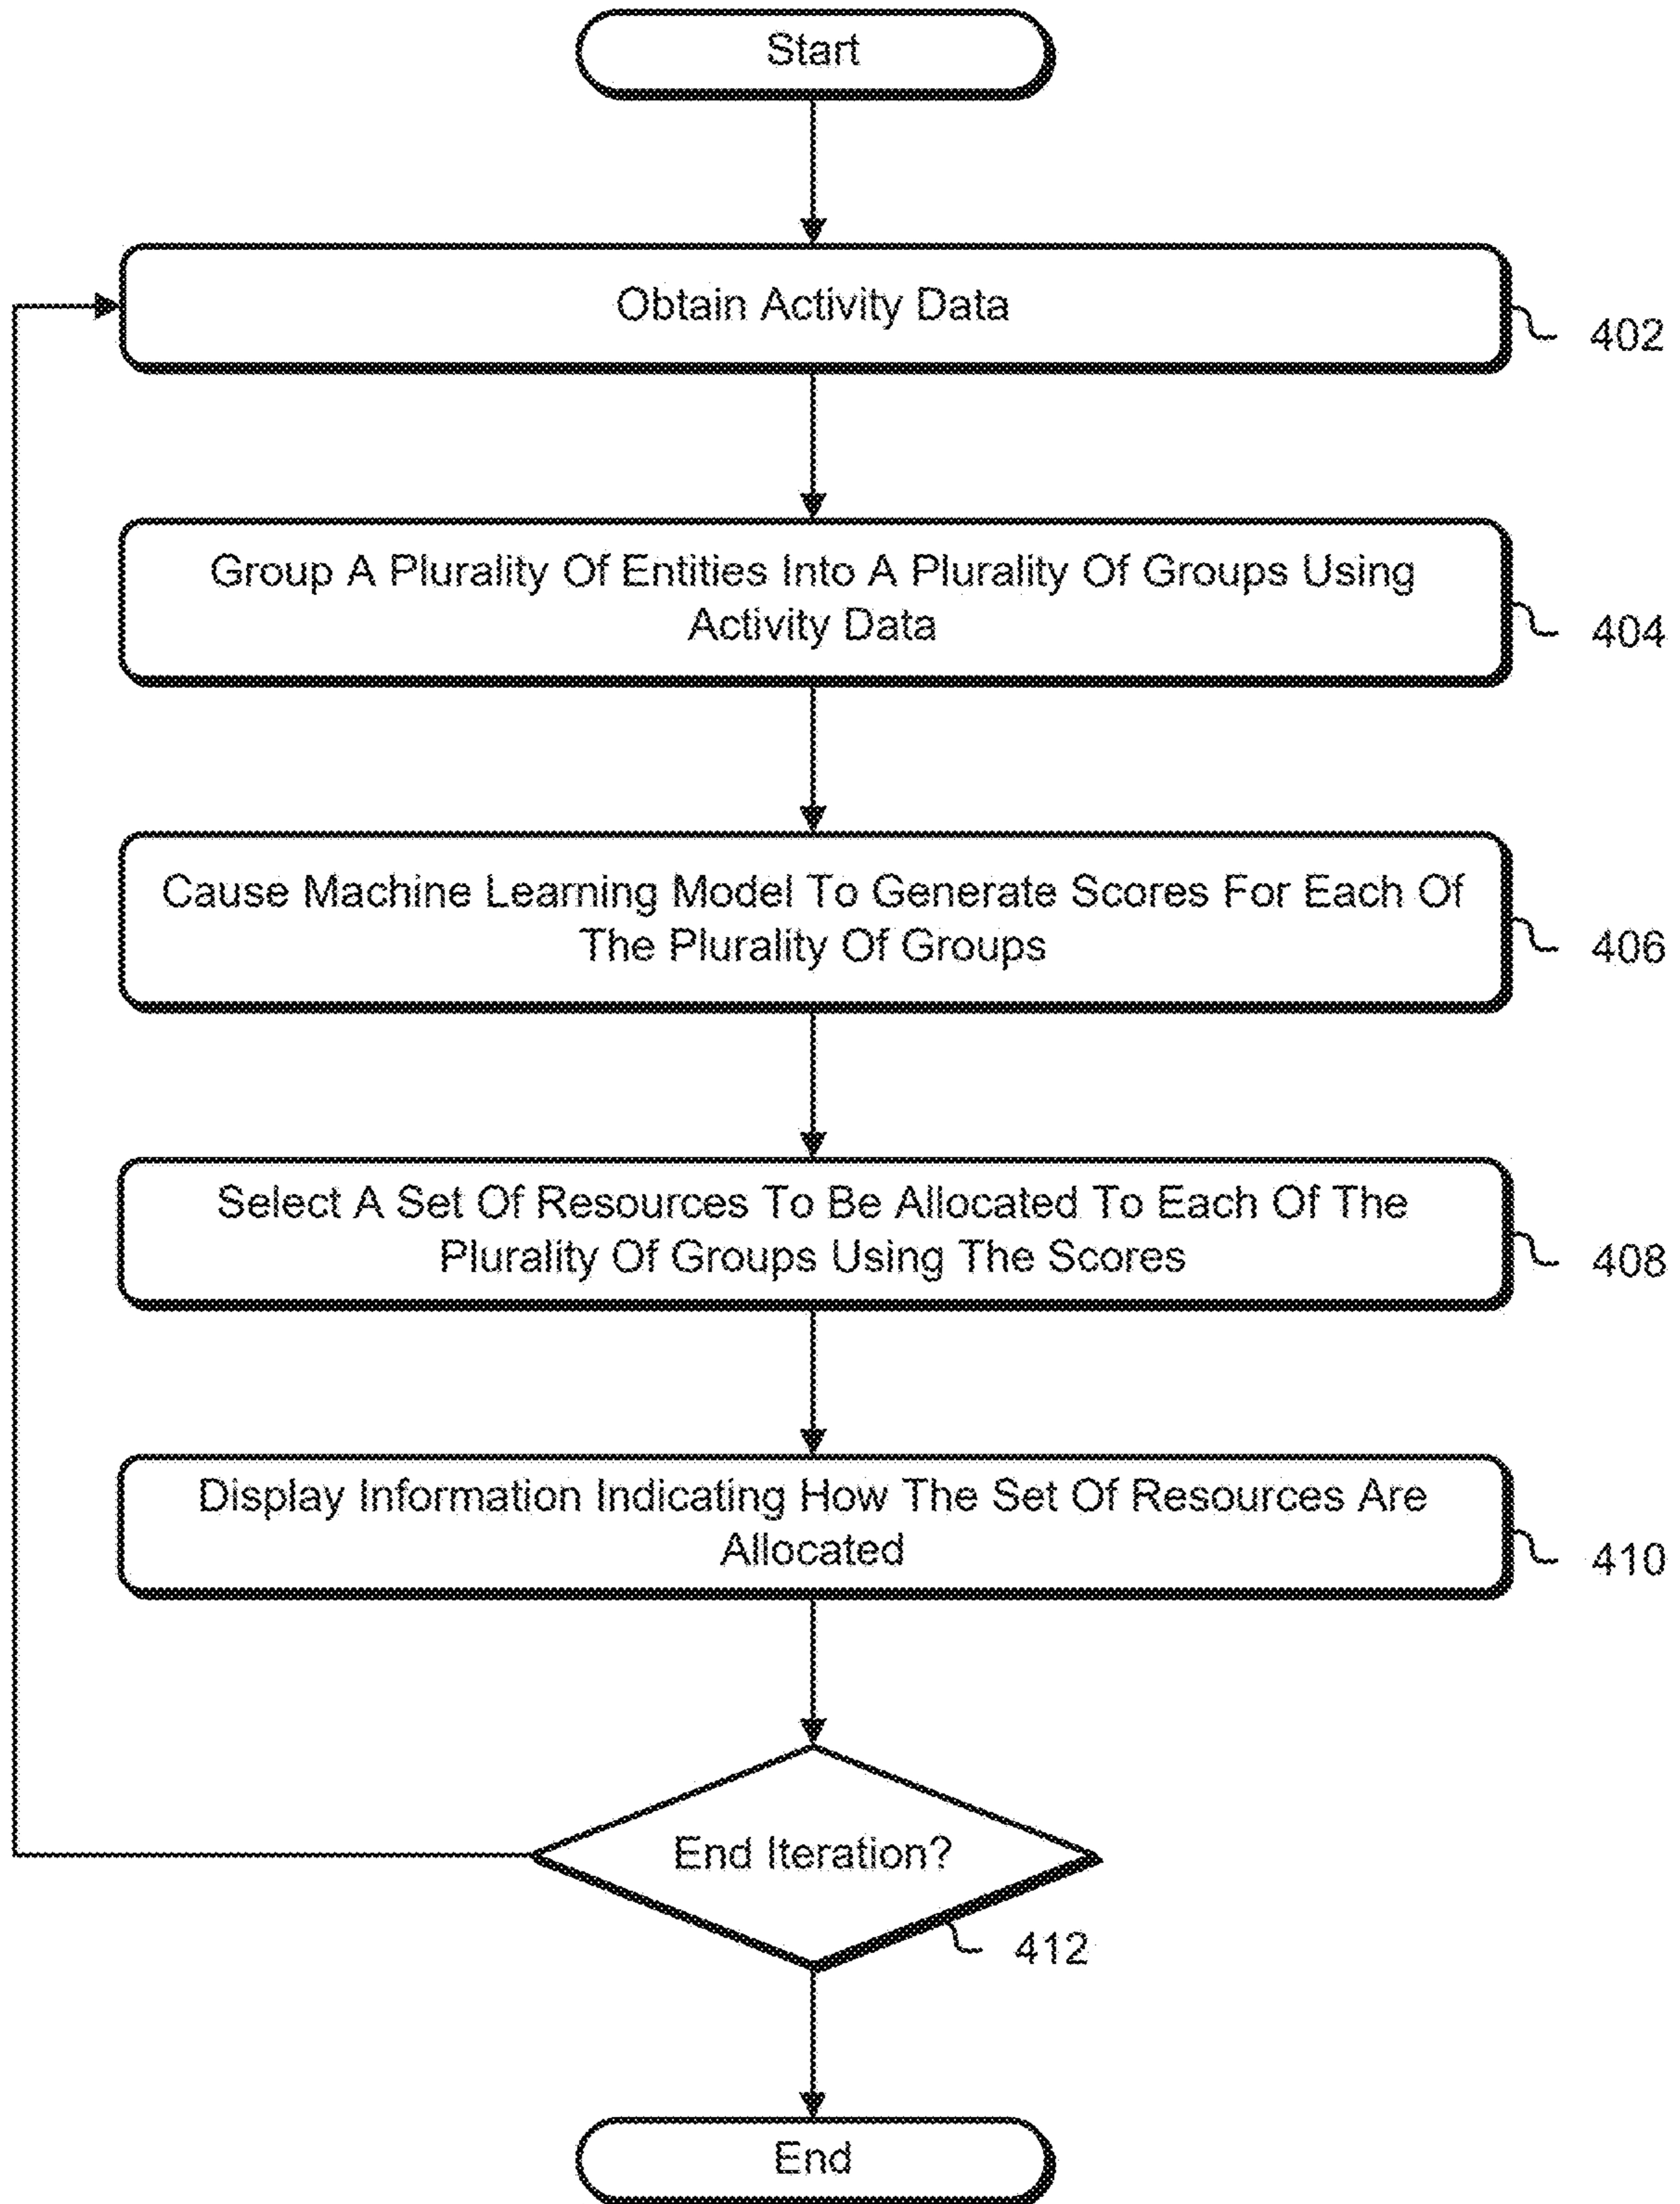 Start
Obtain Activity Data
402
Group A Plurality Of Entities Into A Plurality Of Groups Using
Activity Data
404
Cause Machine Learning Model To Generate Scores For Each Of
The Plurality Of Groups
406
Select A Set Of Resources To Be Allocated To Each Of The
Plurality Of Groups Using The Scores
408
Display Information Indicating How The Set Of Resources Are
Allocated
410
End Iteration?
412
End